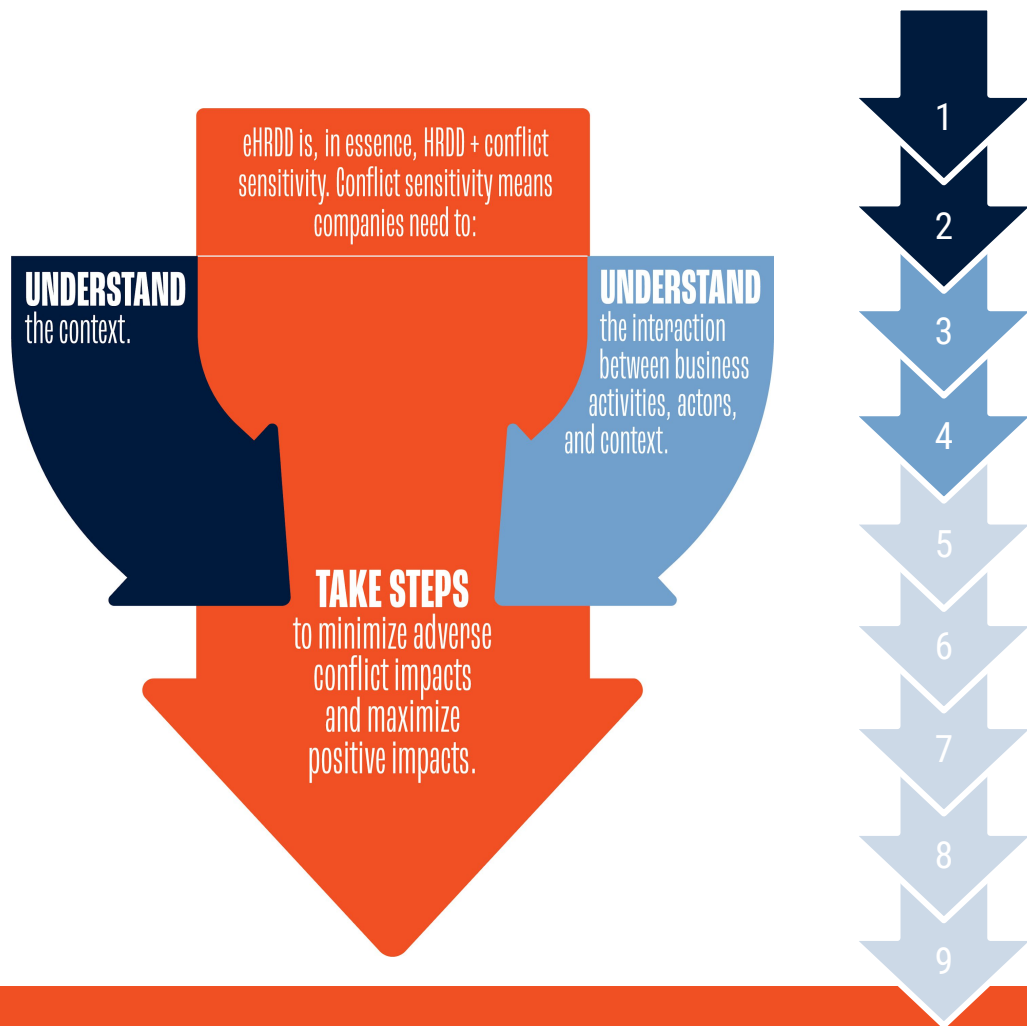 eHRDD is, in essence, HRDD + conflict
sensitivity. Conflict sensitivity means
companies need to:
UNDERSTAND
the context.
UNDERSTAND
the interaction
between business
activities, actors,
and context.
TAKE STEPS
to minimize adverse
conflict impacts
and maximize
positive impacts.
1
2
3
4
5
6
7
8
9